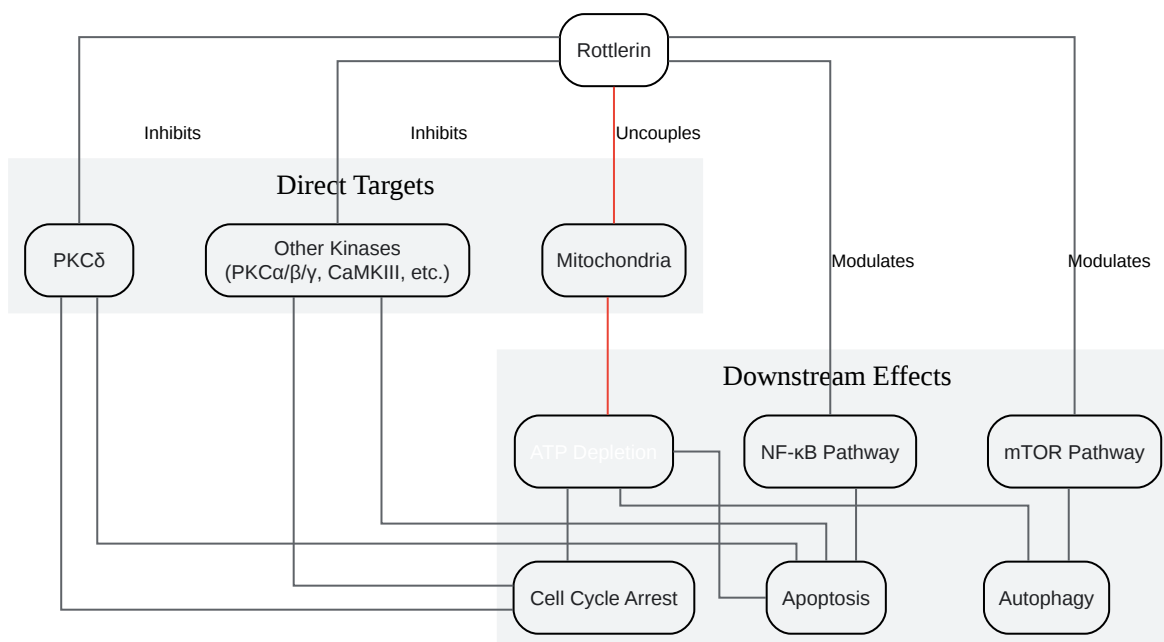 Rottlerin
Inhibits
Inhibits
Uncouples
Direct Targets
PKCδ
Other Kinases
(PKCα/β/γ, CaMKIII, etc.)
Mitochondria
Modulates
Modulates
Downstream Effects
ATP Depletion
NF-κB Pathway
mTOR Pathway
Cell Cycle Arrest
Apoptosis
Autophagy